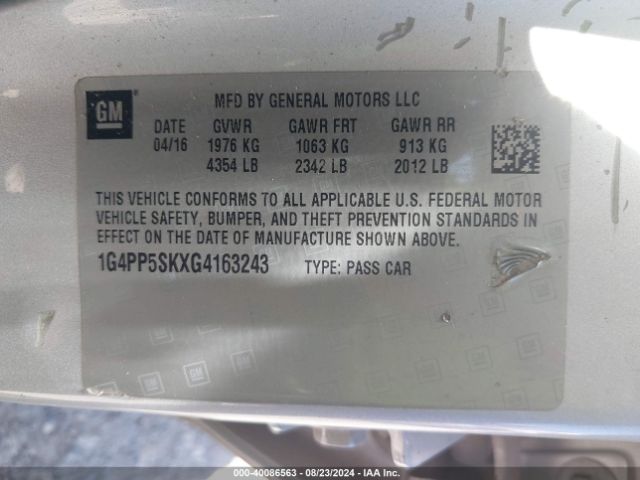 GM
MFD BY GENERAL MOTORS LLC
DATE GVWR GAWR FRT GAWR RR
04/16 1976 KG 1063 KG 913 KG
4354 LB 2342 LB 2012 LB
THIS VEHICLE CONFORMS TO ALL APPLICABLE U.S. FEDERAL MOTOR
VEHICLE SAFETY, BUMPER, AND THEFT PREVENTION STANDARDS IN
EFFECT ON THE DATE OF MANUFACTURE SHOWN ABOVE.
1G4PP5SKXG4163243 TYPE: PASS CAR
000-40086563 - 08/23/2024 - IAA Inc.